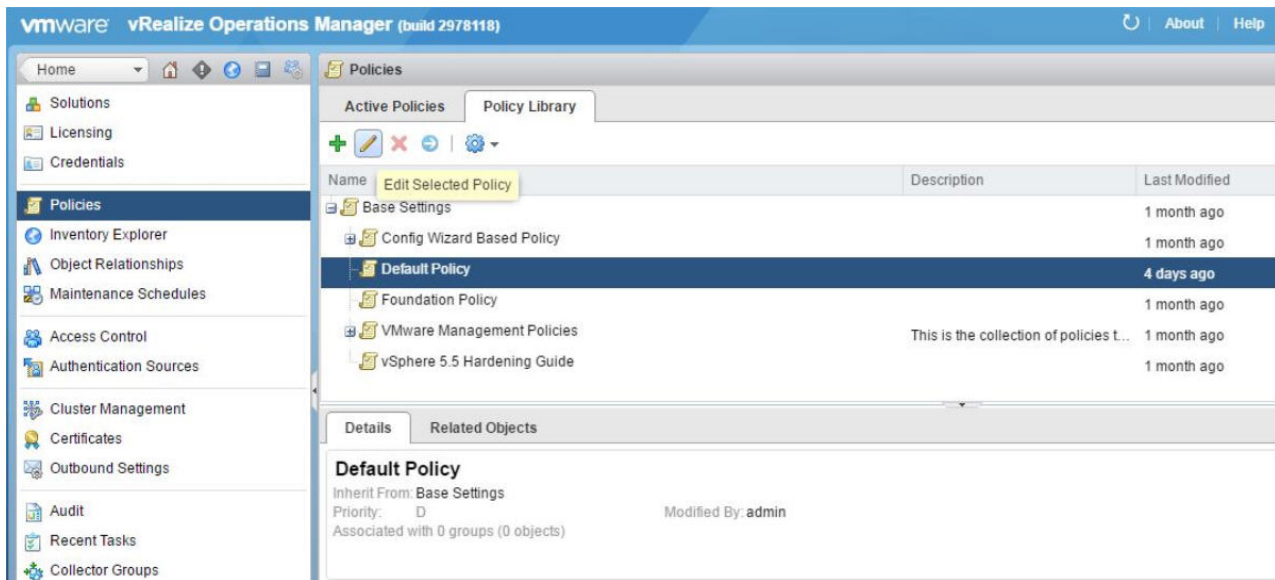 vmware vRealize Operations Manager (build 2978118) About Help
Home
Solutions
Licensing
Credentials
Policies
Inventory Explorer
Object Relationships
Maintenance Schedules
Access Control
Authentication Sources
Cluster Management
Certificates
Outbound Settings
Audit
Recent Tasks
Collector Groups
Policies
Active Policies Policy Library
Edit Selected Policy
Name Description Last Modified
Base Settings 1 month ago
Config Wizard Based Policy 1 month ago
Default Policy 4 days ago
Foundation Policy 1 month ago
VMware Management Policies This is the collection of policies t... 1 month ago
vSphere 5.5 Hardening Guide 1 month ago
Details Related Objects
Default Policy
Inherit From: Base Settings
Priority: D Modified By: admin
Associated with 0 groups (0 objects)